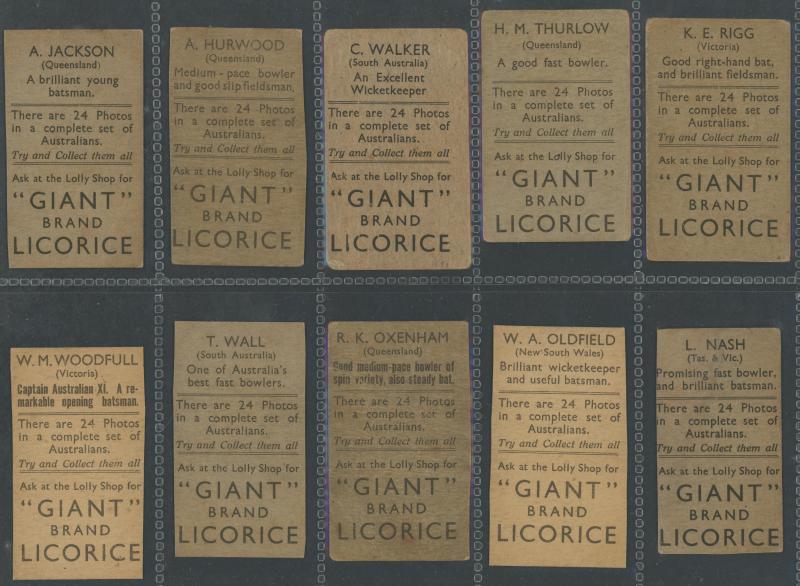 A. JACKSON
(Queensland)
A brilliant young
batsman.
There are 24 Photos
in a complete set of
Australians.
Try and Collect them all
Ask at the Lolly Shop for
"GIANT"
BRAND
LICORICE
A. HURWOOD
(Queensland)
Medium - pace bowler
and good slip fieldsman.
There are 24 Photos
in a complete set of
Australians.
Try and Collect them all
Ask at the Lolly Shop for
"GIANT"
BRAND
LICORICE
C. WALKER
(South Australia)
An Excellent
Wicketkeeper
There are 24 Photos
in a complete set of
Australians.
Try and Collect them all
Ask at the Lolly Shop for
"GIANT"
BRAND
LICORICE
H. M. THURLOW
(Queensland)
A good fast bowler.
There are 24 Photos
in a complete set of
Australians.
Try and Collect them all
Ask at the Lolly Shop for
"GIANT"
BRAND
LICORICE
K. E. RIGG
(Victoria)
Good right-hand bat,
and brilliant fieldsman.
There are 24 Photos
in a complete set of
Australians.
Try and Collect them all
Ask at the Lolly Shop for
"GIANT"
BRAND
LICORICE
W. M. WOODFULL
(Victoria)
Captain Australian XI. A re-
markable opening batsman.
There are 24 Photos
in a complete set of
Australians.
Try and Collect them all
Ask at the Lolly Shop for
"GIANT"
BRAND
LICORICE
T. WALL
(South Australia)
One of Australia's
best fast bowlers.
There are 24 Photos
in a complete set of
Australians.
Try and Collect them all
Ask at the Lolly Shop for
"GIANT"
BRAND
LICORICE
R. K. OXENHAM
(Queensland)
Good medium-pace bowler of
spin variety, also steady bat.
There are 24 Photos
in a complete set of
Australians.
Try and Collect them all
Ask at the Lolly Shop for
"GIANT"
BRAND
LICORICE
W. A. OLDFIELD
(New South Wales)
Brilliant wicketkeeper
and useful batsman.
There are 24 Photos
in a complete set of
Australians.
Try and Collect them all
Ask at the Lolly Shop for
"GIANT"
BRAND
LICORICE
L. NASH
(Tas. & Vic.)
Promising fast bowler,
and brilliant batsman.
There are 24 Photos
in a complete set of
Australians.
Try and Collect them all
Ask at the Lolly Shop for
"GIANT"
BRAND
LICORICE